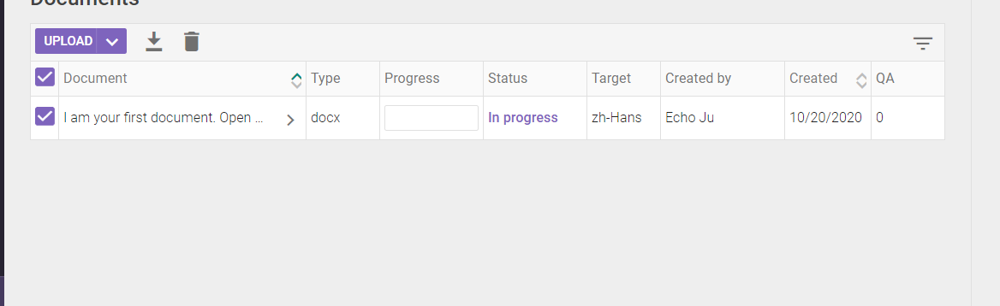 Documents
UPLOAD
Document Type Progress Status Target Created by Created QA
I am your first document. Open ... docx In progress zh-Hans Echo Ju 10/20/2020 0